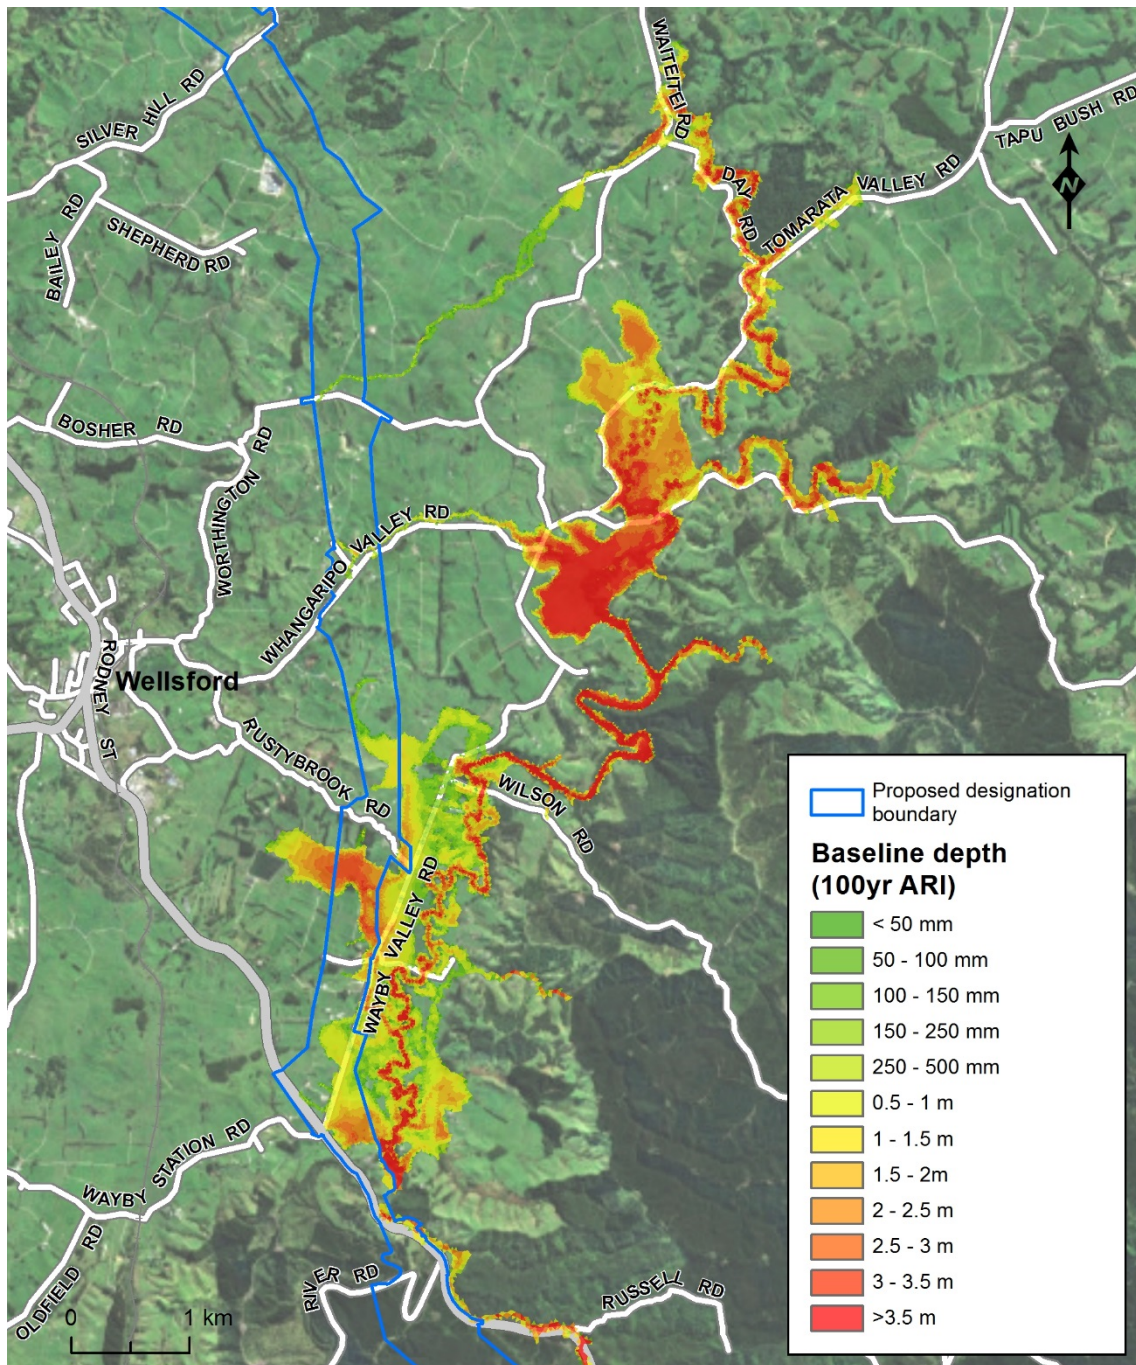 WAITEITEI RD
SILVER HILL RD
TAPU BUSH RD
N
BAILEY RD
SHEPHERD RD
DAY RD
TOMARATA VALLEY RD
BOSHER RD
WORTHINGTON RD
WHANGARIPO VALLEY RD
RODNEY ST
Wellsford
RUSTYBROOK RD
WILSON RD
WAYBY VALLEY RD
WAYBY STATION RD
OLDFIELD RD
RIVER RD
RUSSELL RD
0 1 km
Proposed designation
boundary
Baseline depth
(100yr ARI)
< 50 mm
50 - 100 mm
100 - 150 mm
150 - 250 mm
250 - 500 mm
0.5 - 1 m
1 - 1.5 m
1.5 - 2m
2 - 2.5 m
2.5 - 3 m
3 - 3.5 m
>3.5 m